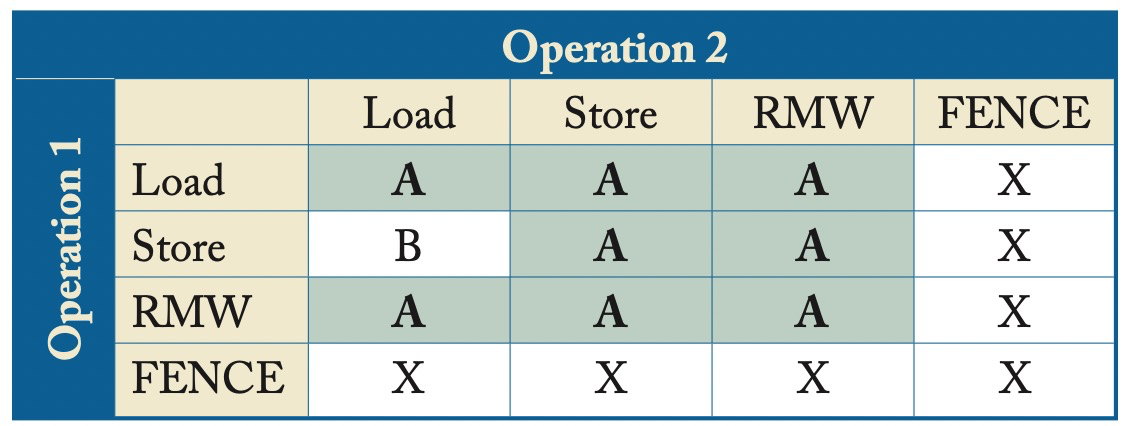 Operation 2
Operation 1
Load Store RMW FENCE
Load A A A X
Store B A A X
RMW A A A X
FENCE X X X X